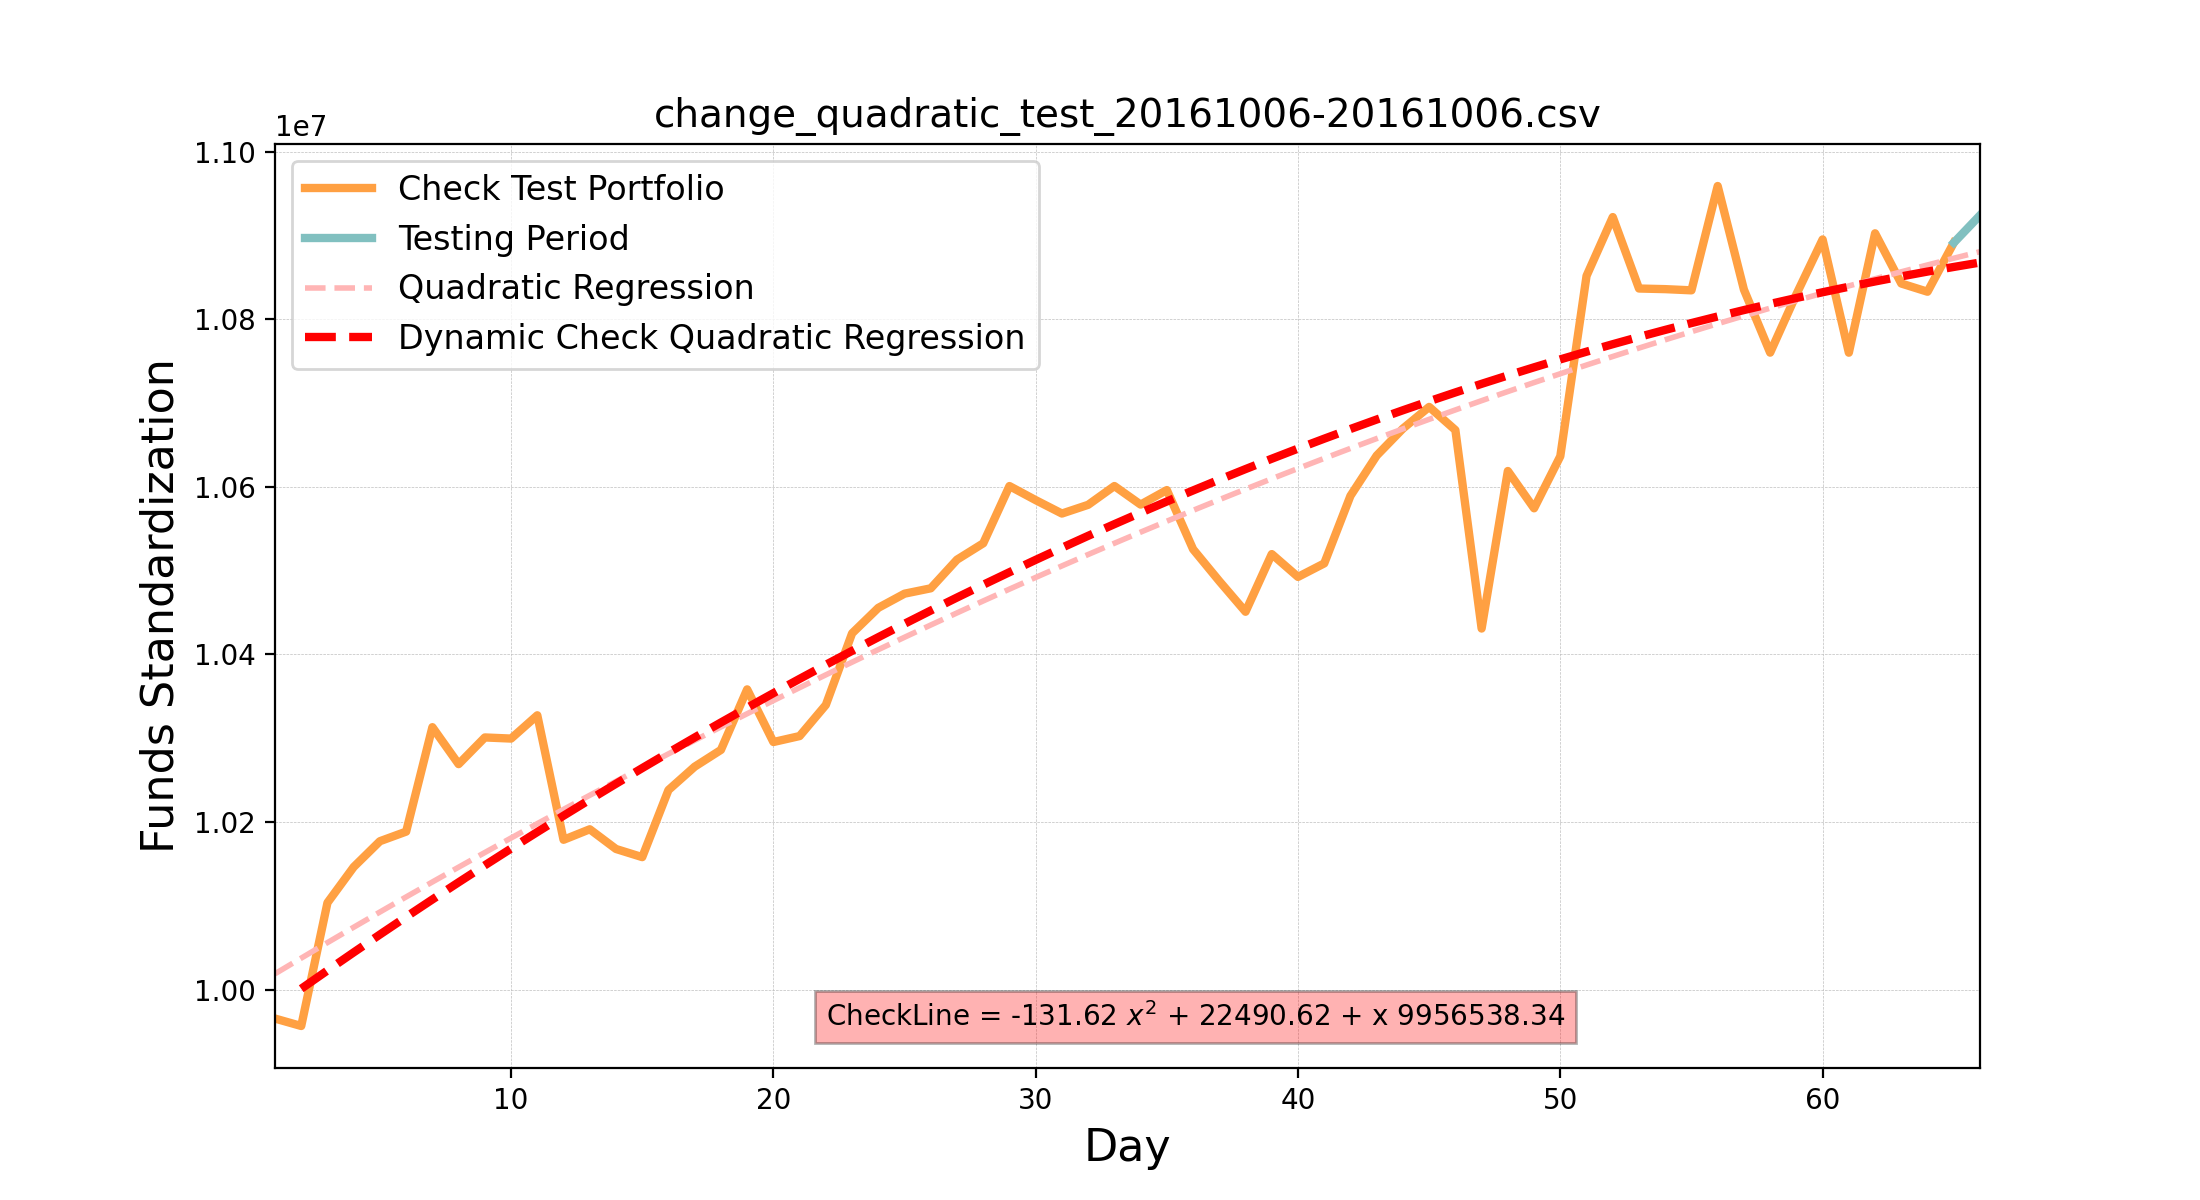 change_quadratic_test_20161006-20161006.csv
1e7
1.10
1.08
1.06
1.04
1.02
1.00
Funds Standardization
Check Test Portfolio
Testing Period
Quadratic Regression
Dynamic Check Quadratic Regression
CheckLine = -131.62 x² + 22490.62 + x 9956538.34
10 20 30 40 50 60
Day